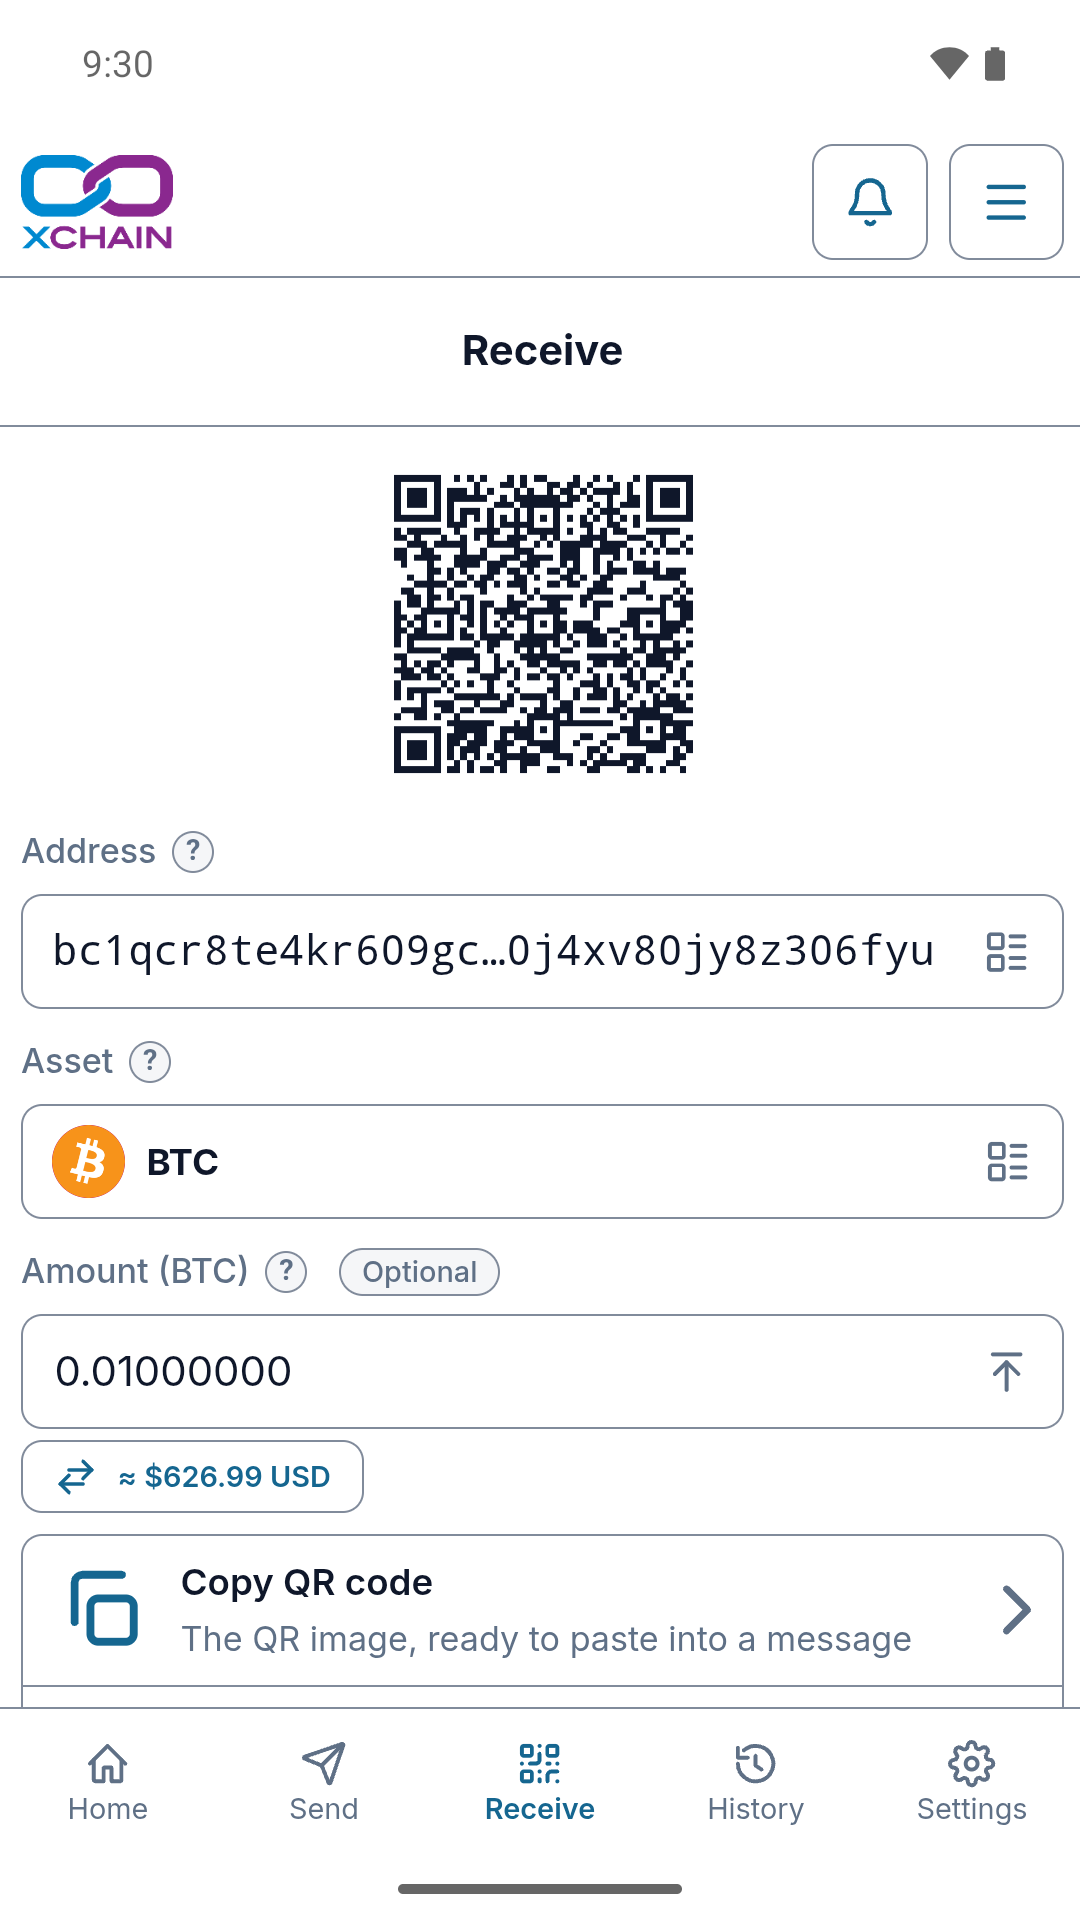 9:30
XCHAIN
Receive
Address ?
bc1qcr8te4kr609gc…0j4xv80jy8z306fyu
Asset ?
BTC
Amount (BTC) ? Optional
0.01000000
≈ $626.99 USD
Copy QR code
The QR image, ready to paste into a message
Home Send Receive History Settings